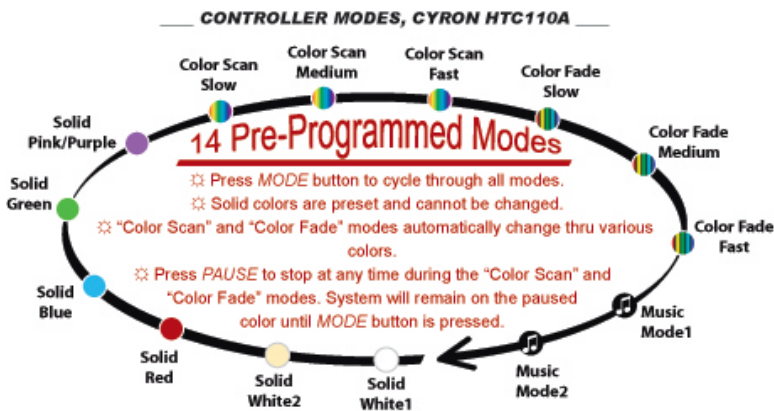 CONTROLLER MODES, CYRON HTC110A
Color Scan
Slow
Color Scan
Medium
Color Scan
Fast
Color Fade
Slow
Color Fade
Medium
Color Fade
Fast
Music
Mode1
Music
Mode2
Solid
White1
Solid
White2
Solid
Red
Solid
Blue
Solid
Green
Solid
Pink/Purple
14 Pre-Programmed Modes
Press MODE button to cycle through all modes.
Solid colors are preset and cannot be changed.
“Color Scan” and “Color Fade” modes automatically change thru various
colors.
Press PAUSE to stop at any time during the “Color Scan” and
“Color Fade” modes. System will remain on the paused
color until MODE button is pressed.